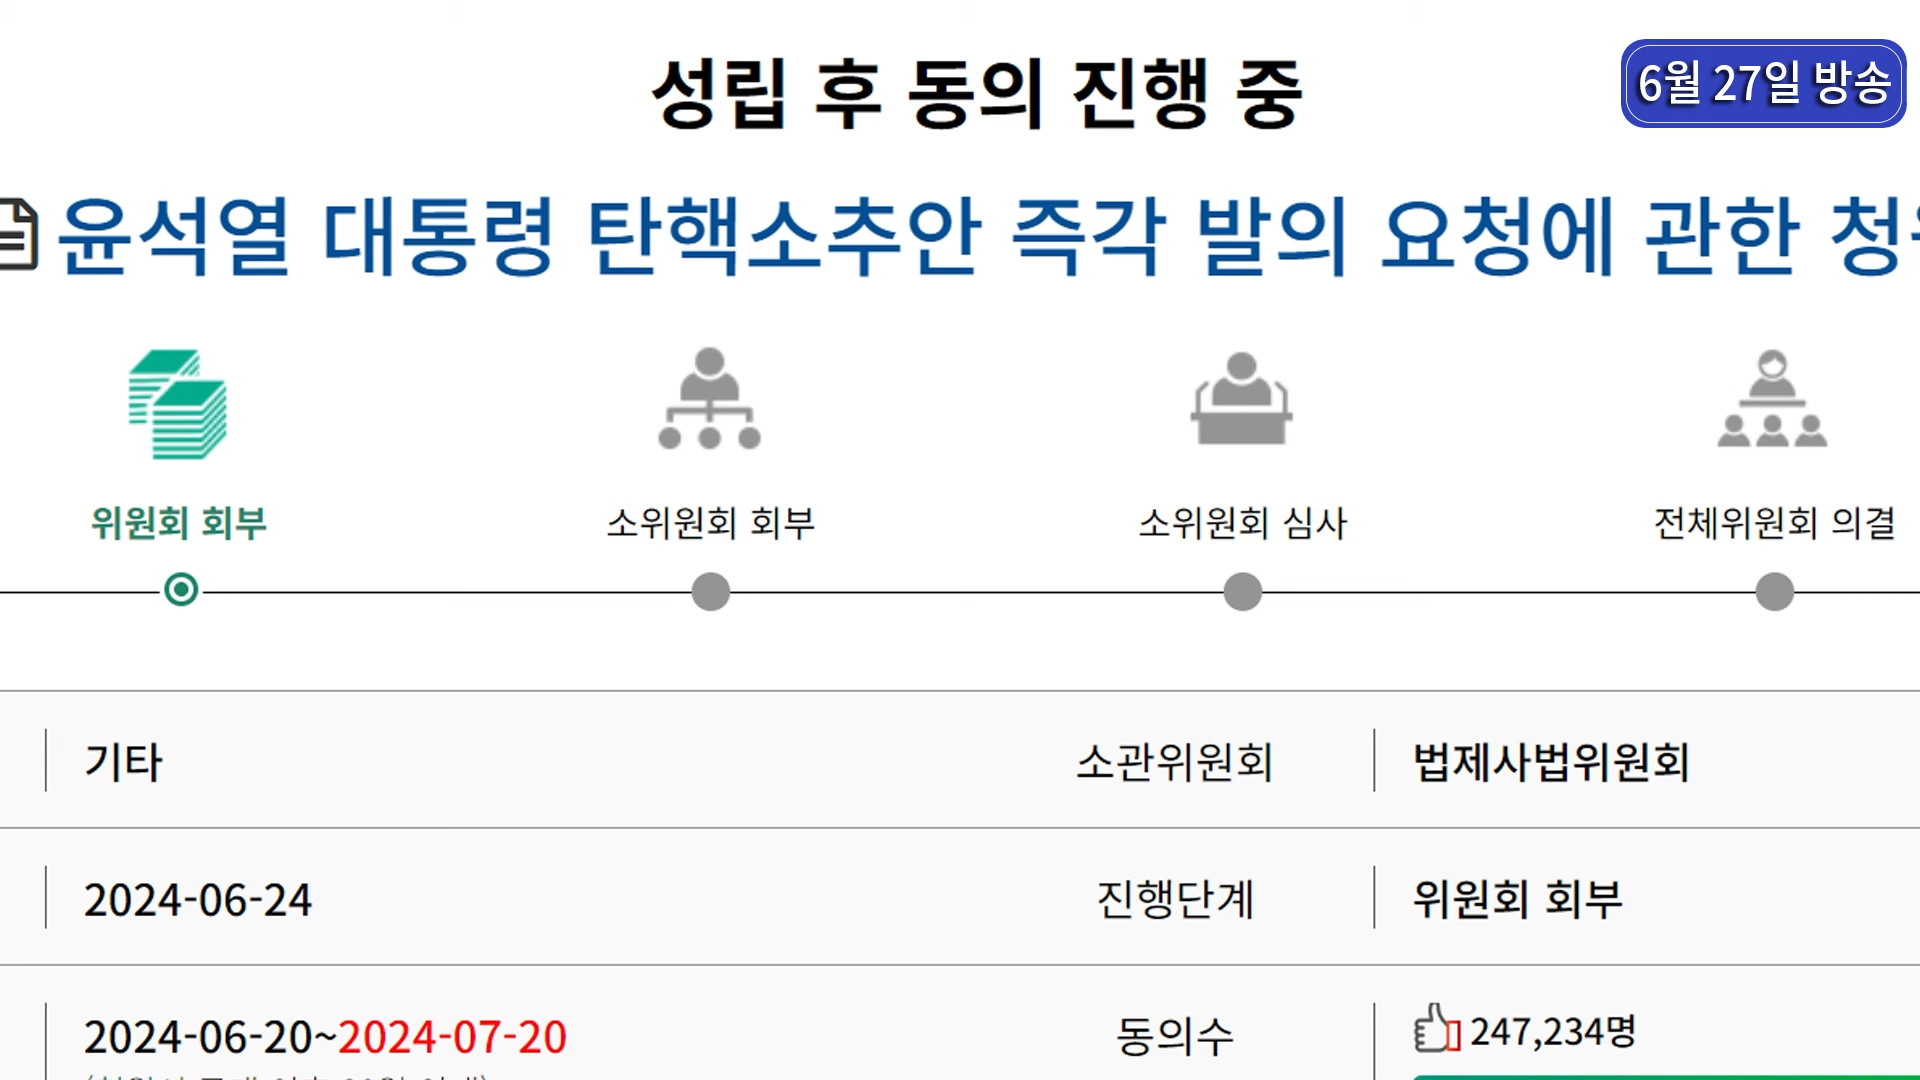 성립 후 동의 진행 중
6월 27일 방송
윤석열 대통령 탄핵소추안 즉각 발의 요청에 관한
위원회 회부
소위원회 회부
소위원회 심사
전체위원회 의결
기타
소관위원회
법제사법위원회
2024-06-24
진행단계
위원회 회부
2024-06-20~2024-07-20
동의수
247,234명